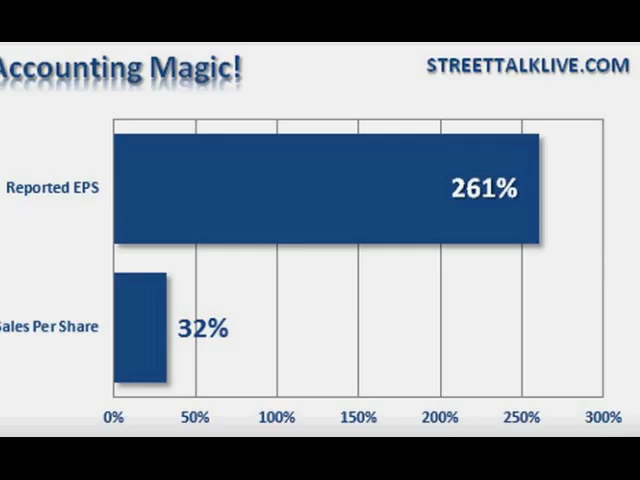 Accounting Magic!
STREETTALKLIVE.COM
Reported EPS
261%
Sales Per Share
32%
0% 50% 100% 150% 200% 250% 300%